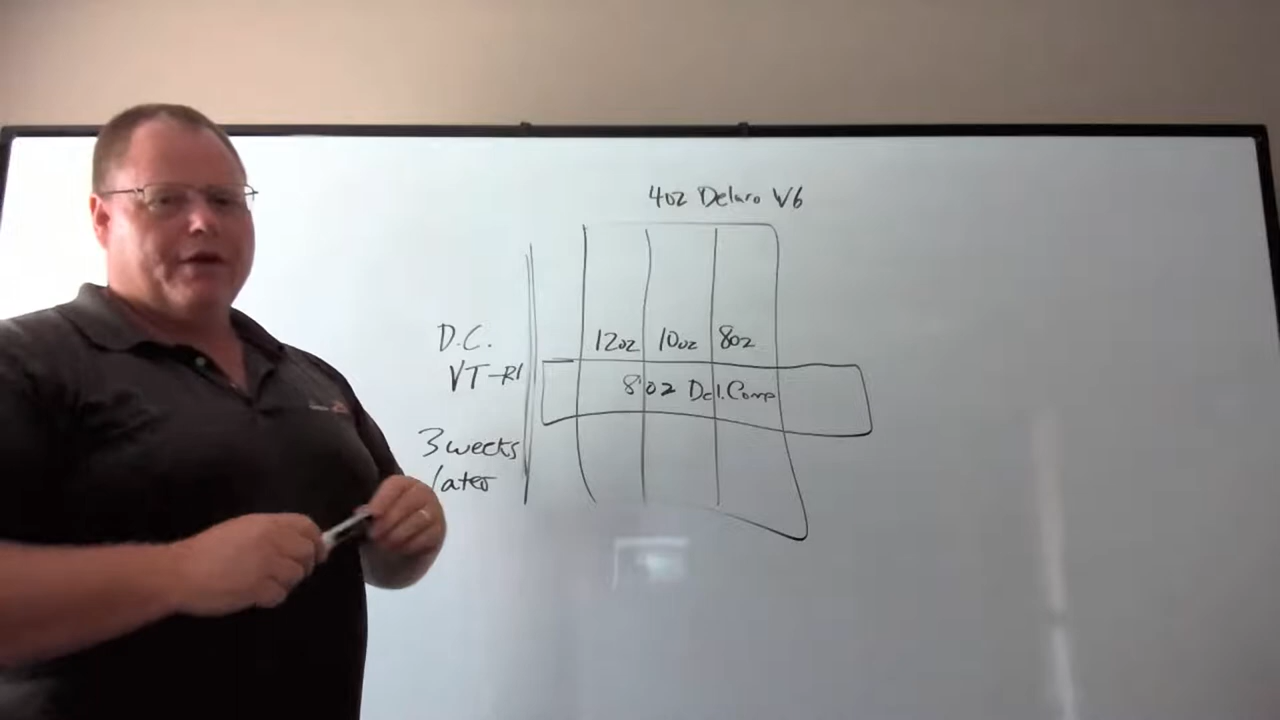 4oz Delaro V6
D.C.
12oz 10oz 8oz
VT-R1
8oz Del.Comp
3 weeks
later